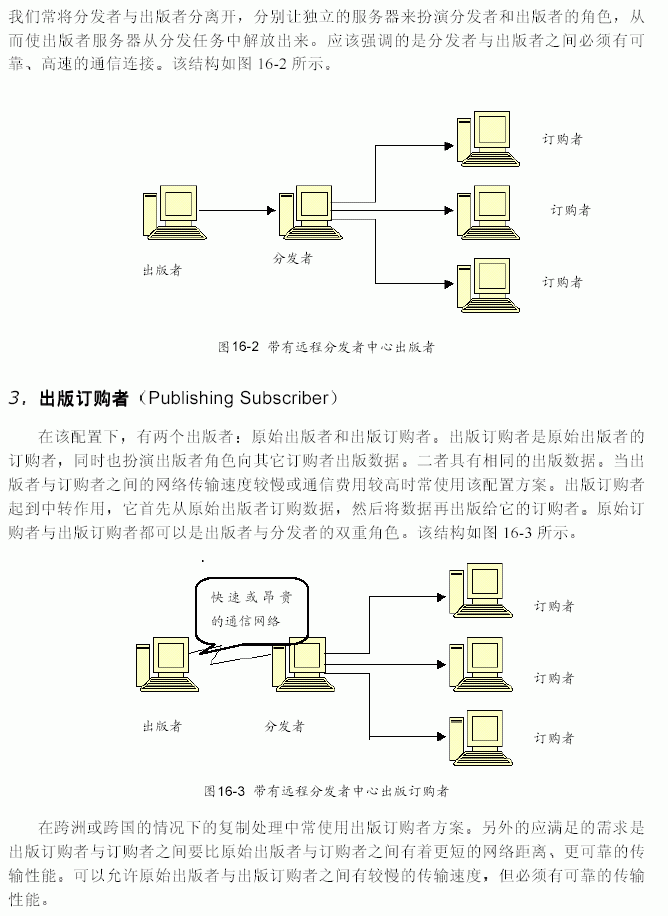 我们常将分发者与出版者分离开，分别让独立的服务器来扮演分发者和出版者的角色，从
而使出版者服务器从分发任务中解放出来。应该强调的是分发者与出版者之间必须有可
靠、高速的通信连接。该结构如图 16-2 所示。
订购者
订购者
出版者
分发者
订购者
图16-2 带有远程分发者中心出版者
3．出版订购者（Publishing Subscriber）
在该配置下，有两个出版者：原始出版者和出版订购者。出版订购者是原始出版者的
订购者，同时也扮演出版者角色向其它订购者出版数据。二者具有相同的出版数据。当出
版者与订购者之间的网络传输速度较慢或通信费用较高时常使用该配置方案。出版订购者
起到中转作用，它首先从原始出版者订购数据，然后将数据再出版给它的订购者。原始订
购者与出版订购者都可以是出版者与分发者的双重角色。该结构如图 16-3 所示。
快速或昂贵
的通信网络
订购者
订购者
出版者
分发者
订购者
图16-3 带有远程分发者中心出版订购者
在跨洲或跨国的情况下的复制处理中常使用出版订购者方案。另外的应满足的需求是
出版订购者与订购者之间要比原始出版者与订购者之间有着更短的网络距离、更可靠的传
输性能。可以允许原始出版者与出版订购者之间有较慢的传输速度，但必须有可靠的传输
性能。